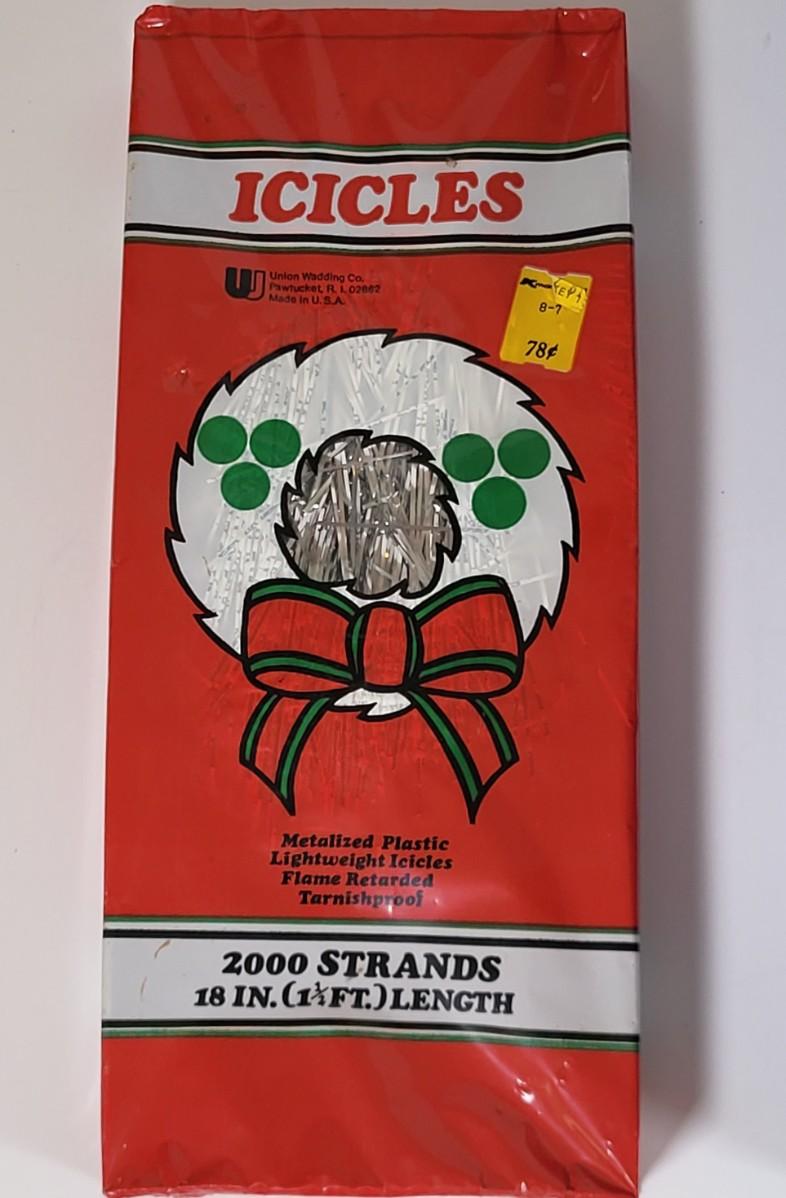 ICICLES
Union Wadding Co.
Pawtucket, R. I. 02862
Made in U.S.A.
8-7
78¢
Metalized Plastic
Lightweight Icicles
Flame Retarded
Tarnishproof
2000 STRANDS
18 IN. (1½ FT.) LENGTH